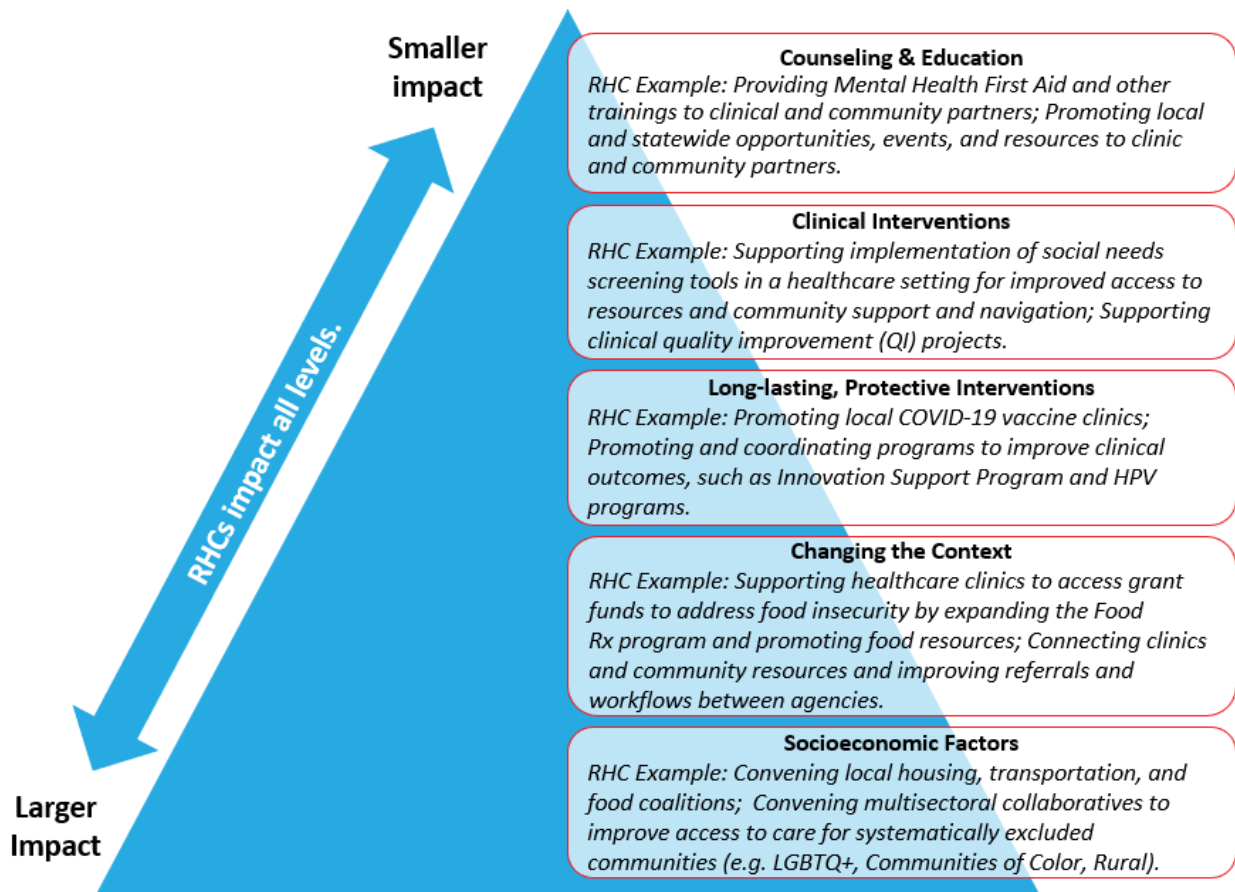 Smaller
impact
RHCs impact all levels.
Larger
Impact
Counseling & Education
RHC Example: Providing Mental Health First Aid and other
trainings to clinical and community partners; Promoting local
and statewide opportunities, events, and resources to clinic
and community partners.
Clinical Interventions
RHC Example: Supporting implementation of social needs
screening tools in a healthcare setting for improved access to
resources and community support and navigation; Supporting
clinical quality improvement (QI) projects.
Long-lasting, Protective Interventions
RHC Example: Promoting local COVID-19 vaccine clinics;
Promoting and coordinating programs to improve clinical
outcomes, such as Innovation Support Program and HPV
programs.
Changing the Context
RHC Example: Supporting healthcare clinics to access grant
funds to address food insecurity by expanding the Food
Rx program and promoting food resources; Connecting clinics
and community resources and improving referrals and
workflows between agencies.
Socioeconomic Factors
RHC Example: Convening local housing, transportation, and
food coalitions;  Convening multisectoral collaboratives to
improve access to care for systematically excluded
communities (e.g. LGBTQ+, Communities of Color, Rural).